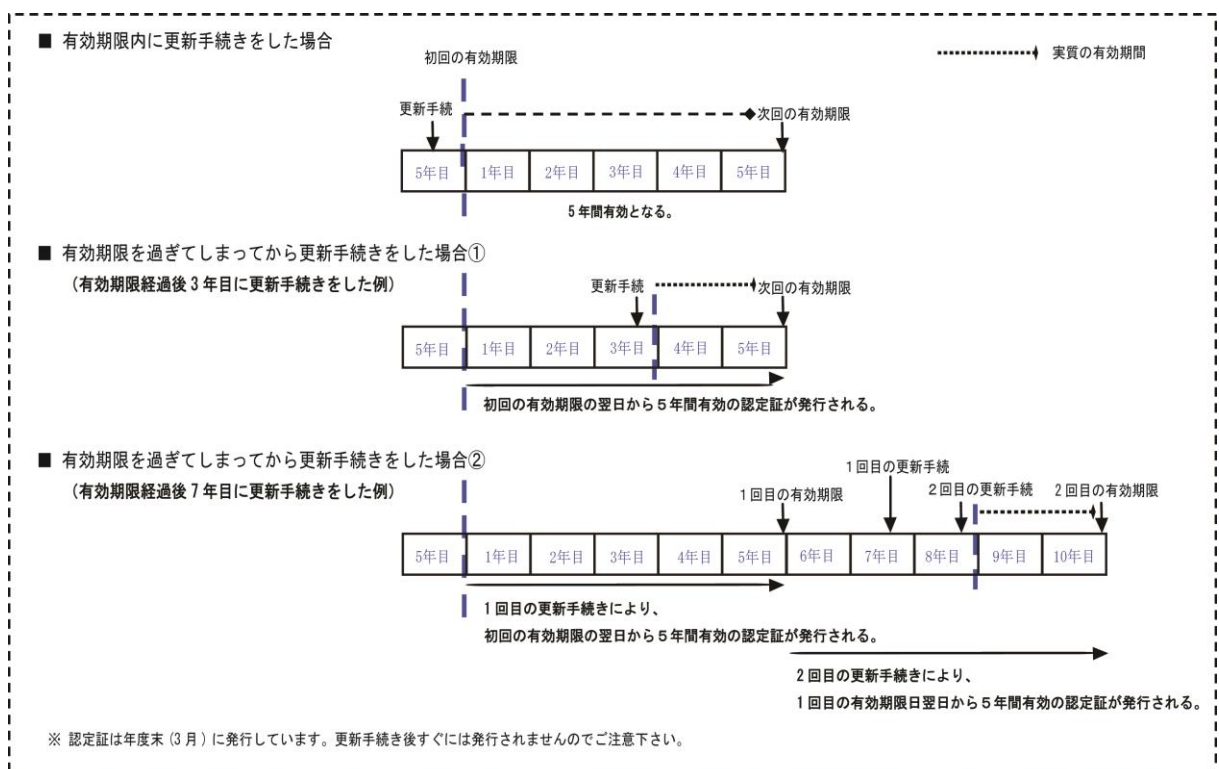 ■ 有効期限内に更新手続きをした場合
実質の有効期間
初回の有効期限
更新手続
次回の有効期限
5年目 1年目 2年目 3年目 4年目 5年目
5年間有効となる。
■ 有効期限を過ぎてしまってから更新手続きをした場合①
（有効期限経過後3年目に更新手続きをした例）
更新手続
次回の有効期限
5年目 1年目 2年目 3年目 4年目 5年目
初回の有効期限の翌日から5年間有効の認定証が発行される。
■ 有効期限を過ぎてしまってから更新手続きをした場合②
（有効期限経過後7年目に更新手続きをした例）
1回目の更新手続
1回目の有効期限
2回目の更新手続
2回目の有効期限
5年目 1年目 2年目 3年目 4年目 5年目 6年目 7年目 8年目 9年目 10年目
1回目の更新手続きにより、
初回の有効期限の翌日から5年間有効の認定証が発行される。
2回目の更新手続きにより、
1回目の有効期限日翌日から5年間有効の認定証が発行される。
※ 認定証は年度末(3月)に発行しています。更新手続き後すぐには発行されませんのでご注意下さい。